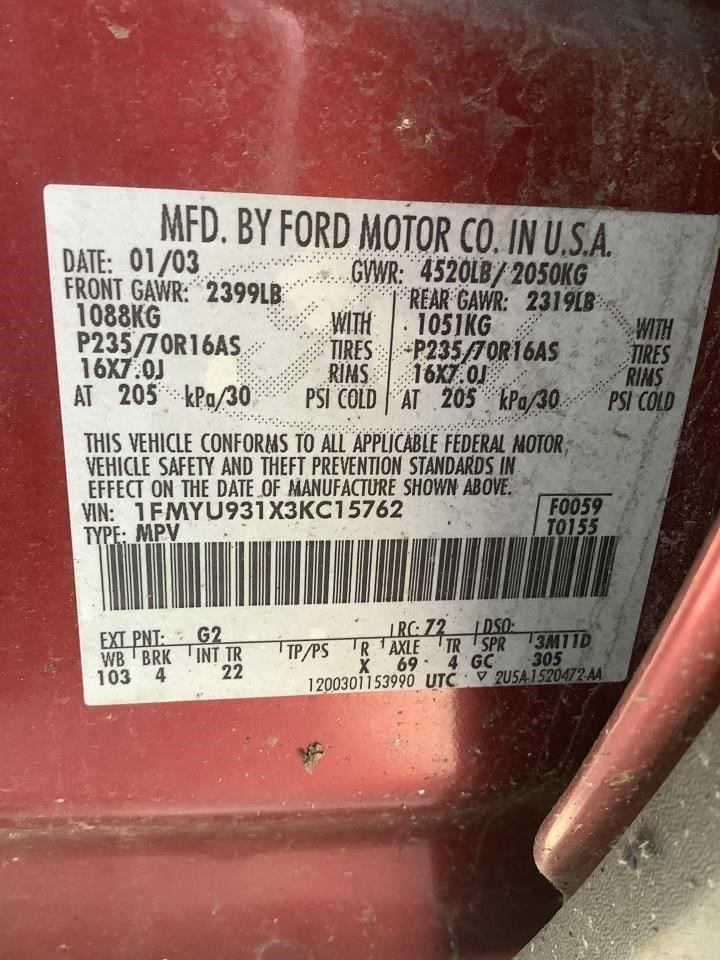 MFD. BY FORD MOTOR CO. IN U.S.A.
DATE: 01/03 GVWR: 4520LB/2050KG
FRONT GAWR: 2399LB REAR GAWR: 2319LB
1088KG WITH 1051KG WITH
P235/70R16AS TIRES P235/70R16AS TIRES
16X7.0J RIMS 16X7.0J RIMS
AT 205 kPa/30 PSI COLD AT 205 kPa/30 PSI COLD
THIS VEHICLE CONFORMS TO ALL APPLICABLE FEDERAL MOTOR
VEHICLE SAFETY AND THEFT PREVENTION STANDARDS IN
EFFECT ON THE DATE OF MANUFACTURE SHOWN ABOVE.
VIN: 1FMYU931X3KC15762 F0059
TYPE: MPV T0155
EXT PNT: G2 RC: 72 DSO:
WB BRK INT TR TP/PS R AXLE TR SPR 3M11D
103 4 22 X 69 4 GC 305
1200301153990 UTC 2U5A-1520472-AA